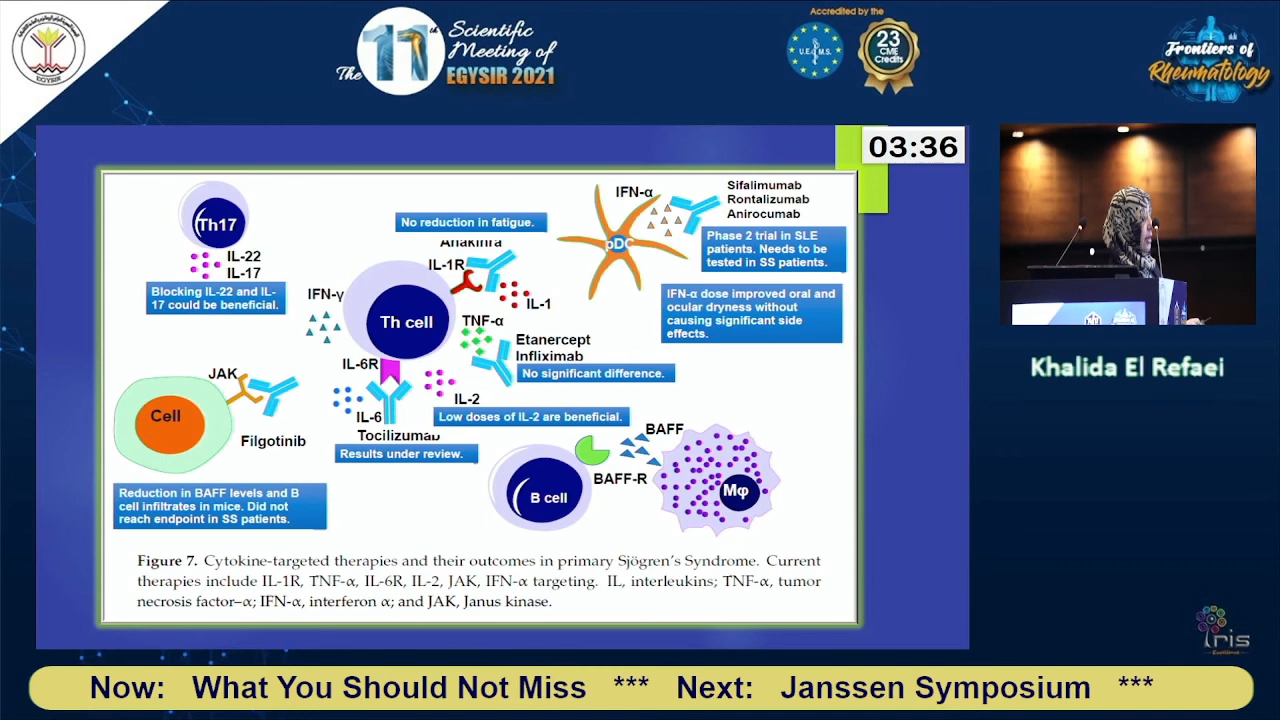 The 11th
Scientific
Meeting of
EGYSIR 2021
EGYSIR
Accredited by the
U.E.M.S.
23
CME
Credits
Frontiers of
Rheumatology
03:36
Th17
IL-22
IL-17
Blocking IL-22 and IL-
17 could be beneficial.
No reduction in fatigue.
Anakinra
IL-1R
IL-1
IFN-γ
Th cell
TNF-α
Etanercept
Infliximab
No significant difference.
IL-6R
IL-2
Low doses of IL-2 are beneficial.
IL-6
Tocilizumab
Results under review.
IFN-α
Sifalimumab
Rontalizumab
Anirocumab
pDC
Phase 2 trial in SLE
patients. Needs to be
tested in SS patients.
IFN-α dose improved oral and
ocular dryness without
causing significant side
effects.
JAK
Cell
Filgotinib
Reduction in BAFF levels and B
cell infiltrates in mice. Did not
reach endpoint in SS patients.
B cell
BAFF
BAFF-R
Mφ
Figure 7. Cytokine-targeted therapies and their outcomes in primary Sjögren's Syndrome. Current
therapies include IL-1R, TNF-α, IL-6R, IL-2, JAK, IFN-α targeting. IL, interleukins; TNF-α, tumor
necrosis factor–α; IFN-α, interferon α; and JAK, Janus kinase.
Khalida El Refaei
Iris
Now: What You Should Not Miss *** Next: Janssen Symposium ***